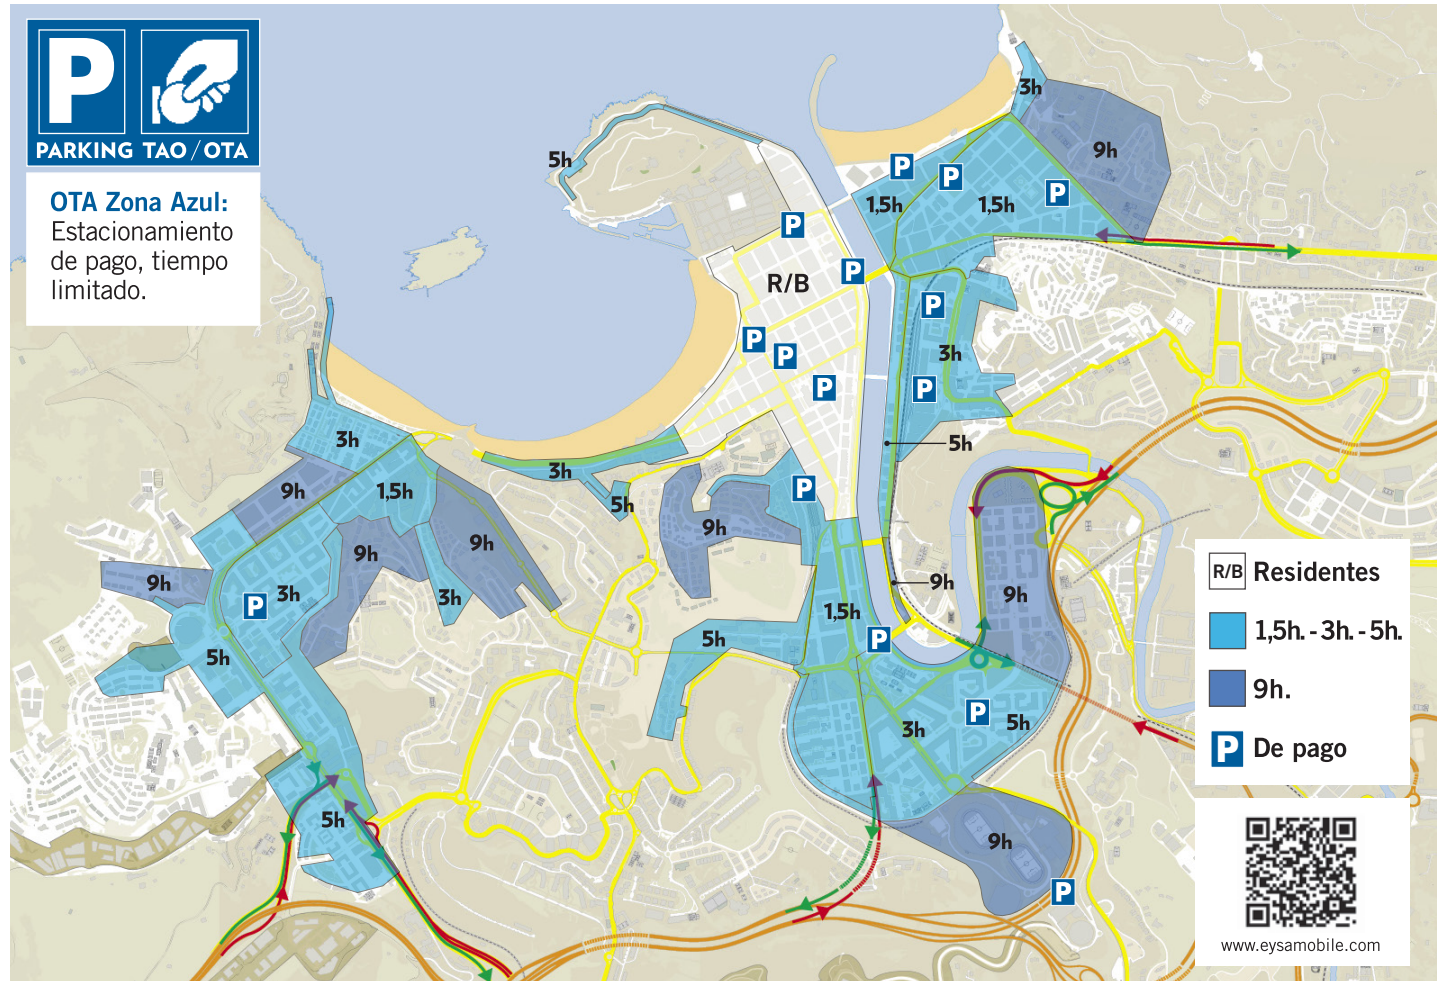 P
PARKING TAO / OTA
OTA Zona Azul:
Estacionamiento
de pago, tiempo
limitado.
3h
9h
5h
P
P
1,5h
1,5h
P
P
R/B
P
P
3h
P
P
P
P
5h
3h
9h
1,5h
3h
5h
P
9h
9h
9h
9h
3h
P
3h
5h
9h
9h
1,5h
5h
P
3h
P
5h
5h
9h
P
R/B Residentes
1,5h. - 3h. - 5h.
9h.
P De pago
www.eysamobile.com